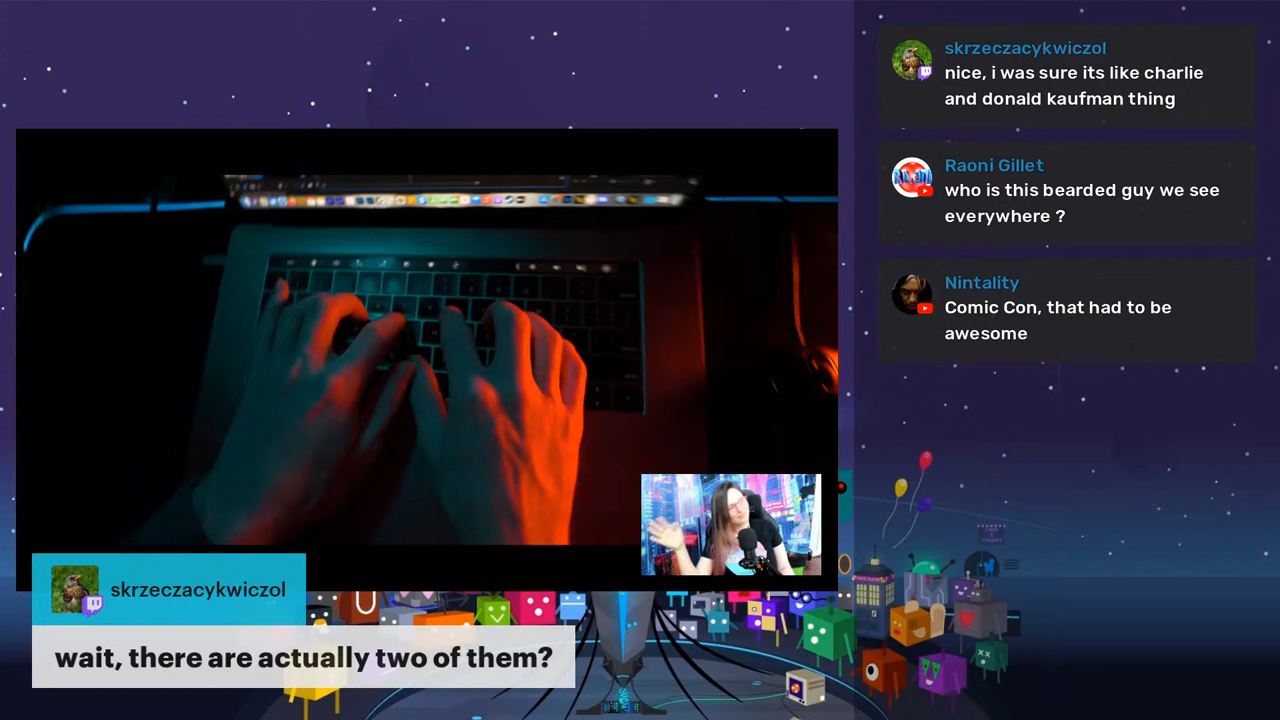 skrzeczacykwiczol
nice, i was sure its like charlie
and donald kaufman thing
Raoni Gillet
who is this bearded guy we see
everywhere ?
Nintality
Comic Con, that had to be
awesome
skrzeczacykwiczol
wait, there are actually two of them?